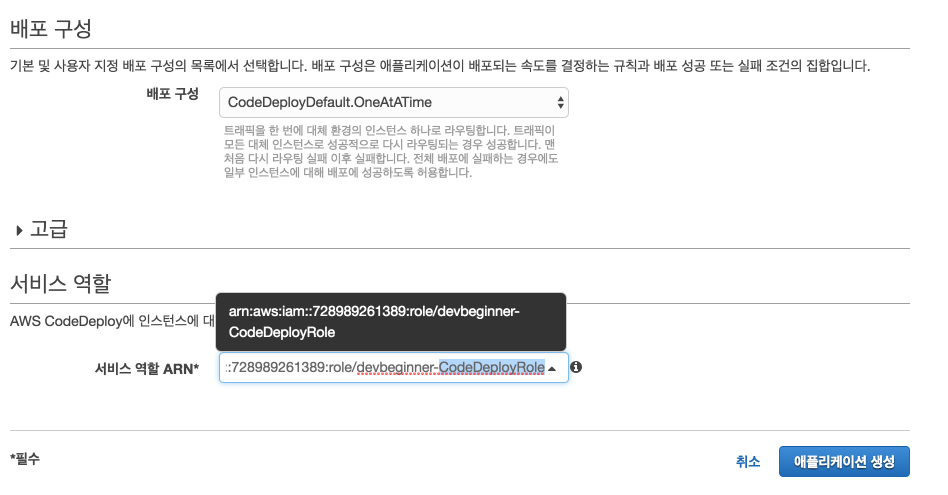 배포 구성
기본 및 사용자 지정 배포 구성의 목록에서 선택합니다. 배포 구성은 애플리케이션이 배포되는 속도를 결정하는 규칙과 배포 성공 또는 실패 조건의 집합입니다.
배포 구성
CodeDeployDefault.OneAtATime
트래픽을 한 번에 대체 환경의 인스턴스 하나로 라우팅합니다. 트래픽이
모든 대체 인스턴스로 성공적으로 다시 라우팅되는 경우 성공합니다. 맨
처음 다시 라우팅 실패 이후 실패합니다. 전체 배포에 실패하는 경우에도
일부 인스턴스에 대해 배포에 성공하도록 허용합니다.
고급
서비스 역할
arn:aws:iam::728989261389:role/devbeginner-
CodeDeployRole
AWS CodeDeploy에 인스턴스에 대
서비스 역할 ARN*
::728989261389:role/devbeginner-CodeDeployRole
*필수
취소
애플리케이션 생성